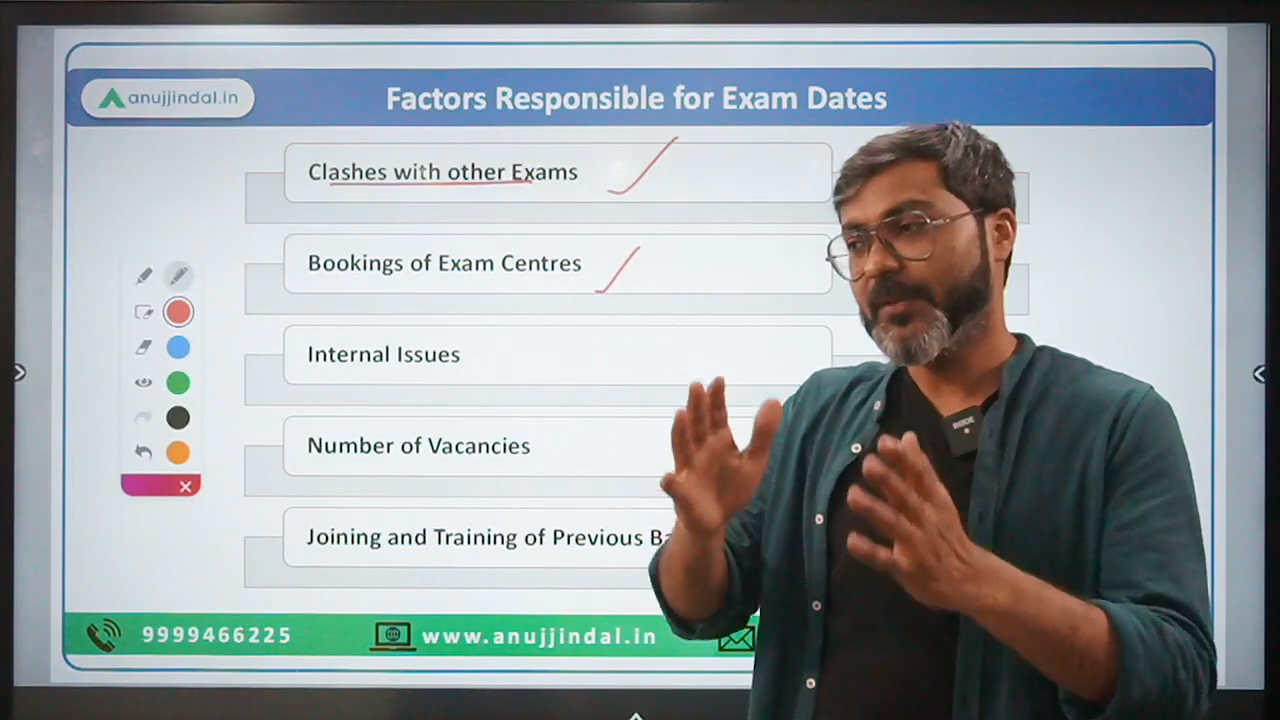 anujjindal.in
Factors Responsible for Exam Dates
Clashes with other Exams
Bookings of Exam Centres
Internal Issues
Number of Vacancies
Joining and Training of Previous
9999466225
www.anujjindal.in
RODE